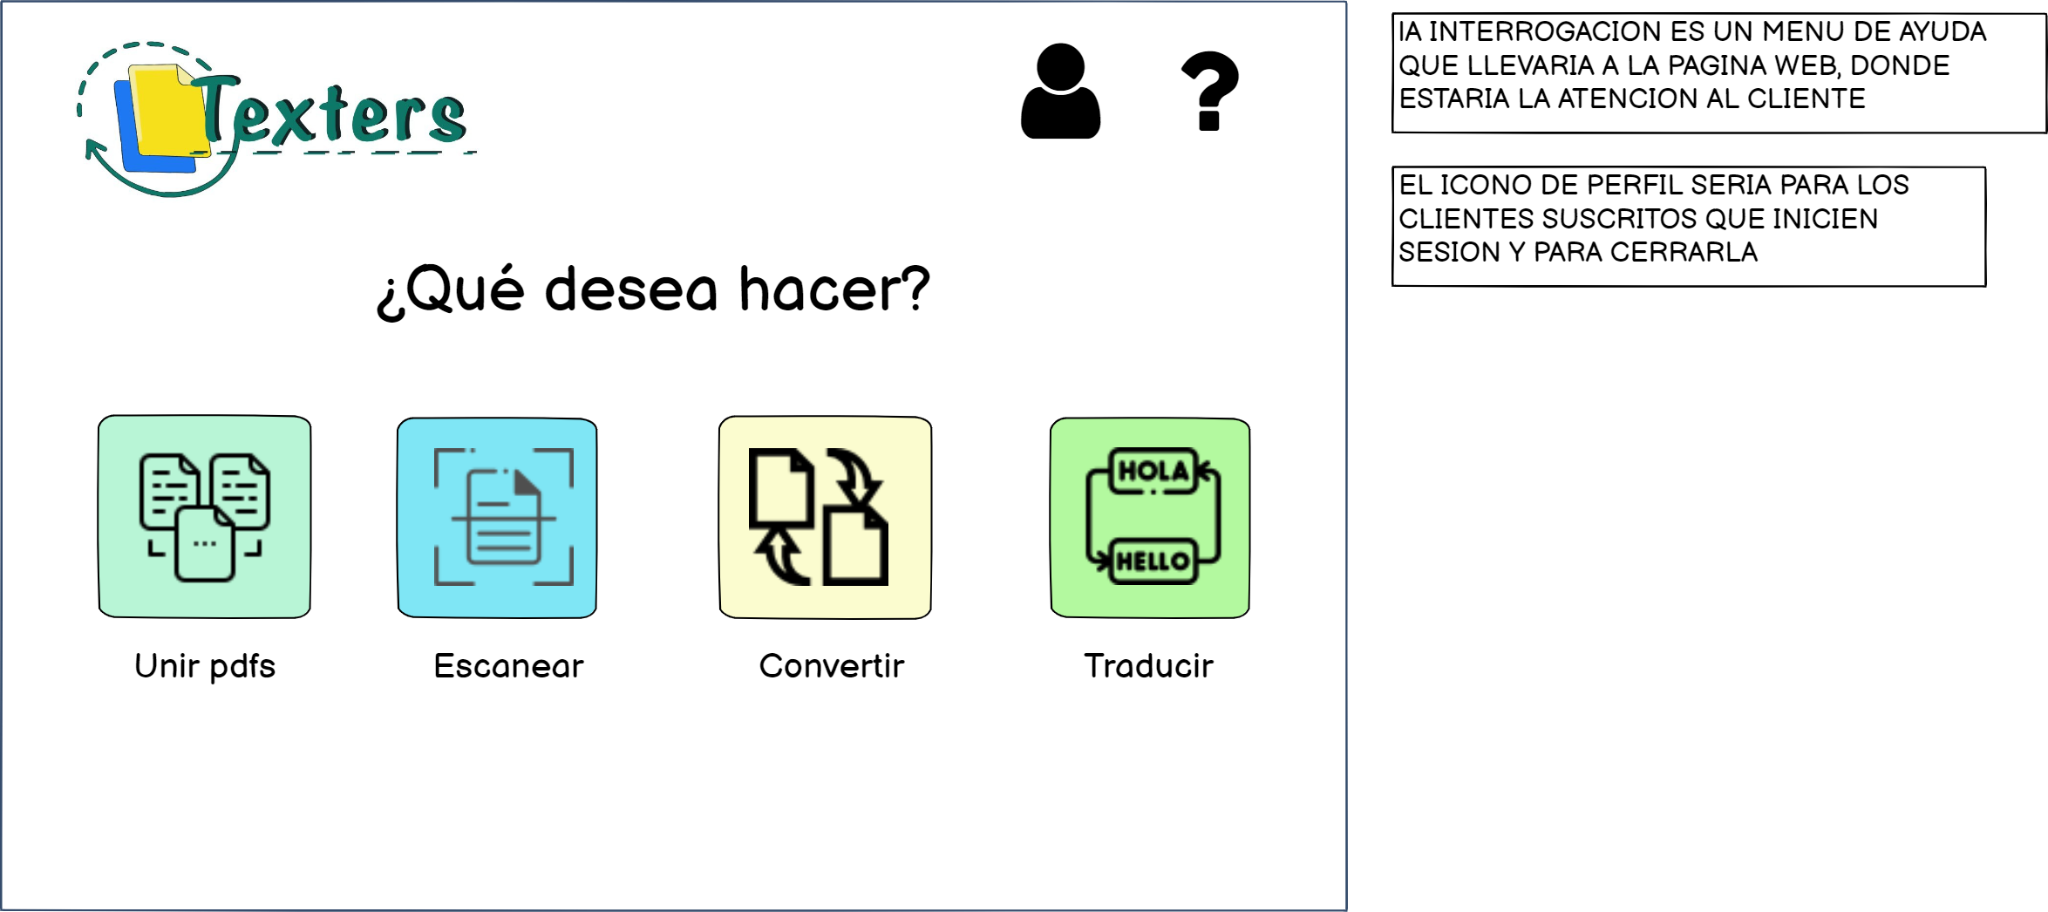 Texters
¿Qué desea hacer?
HOLA
HELLO
Unir pdfs
Escanear
Convertir
Traducir
lA INTERROGACION ES UN MENU DE AYUDA
QUE LLEVARIA A LA PAGINA WEB, DONDE
ESTARIA LA ATENCION AL CLIENTE
EL ICONO DE PERFIL SERIA PARA LOS
CLIENTES SUSCRITOS QUE INICIEN
SESION Y PARA CERRARLA